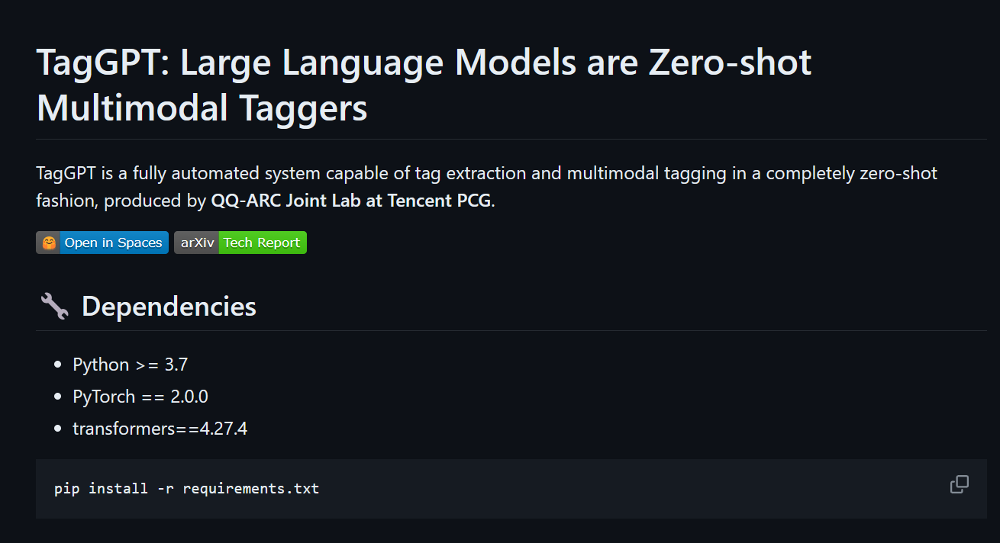 TagGPT: Large Language Models are Zero-shot
Multimodal Taggers
TagGPT is a fully automated system capable of tag extraction and multimodal tagging in a completely zero-shot
fashion, produced by QQ-ARC Joint Lab at Tencent PCG.
Open in Spaces arXiv Tech Report
Dependencies
Python >= 3.7
PyTorch == 2.0.0
transformers==4.27.4
pip install -r requirements.txt